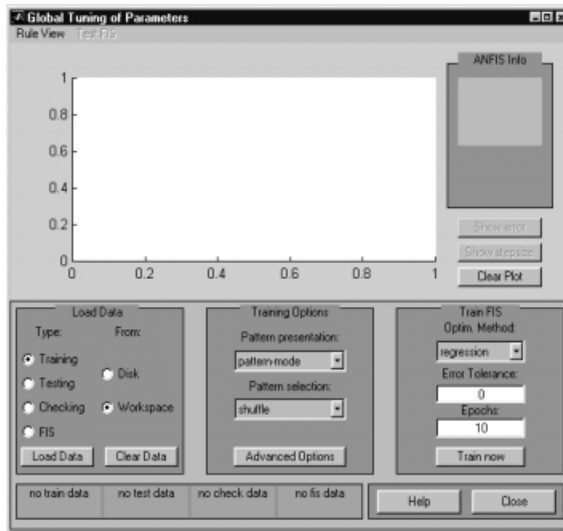 Global Tuning of Parameters
Rule View Test FIS
ANFIS Info
1
0.8
0.6
0.4
0.2
0
0 0.2 0.4 0.6 0.8 1
Show error
Show stepsize
Clear Plot
Load Data
Type: From:
Training
Testing
Checking
FIS
Disk
Workspace
Load Data Clear Data
Training Options
Pattern presentation:
pattern-mode
Pattern selection:
shuffle
Advanced Options
Train FIS
Optim. Method:
regression
Error Tolerance:
0
Epochs:
10
Train now
no train data no test data no check data no fis data
Help Close